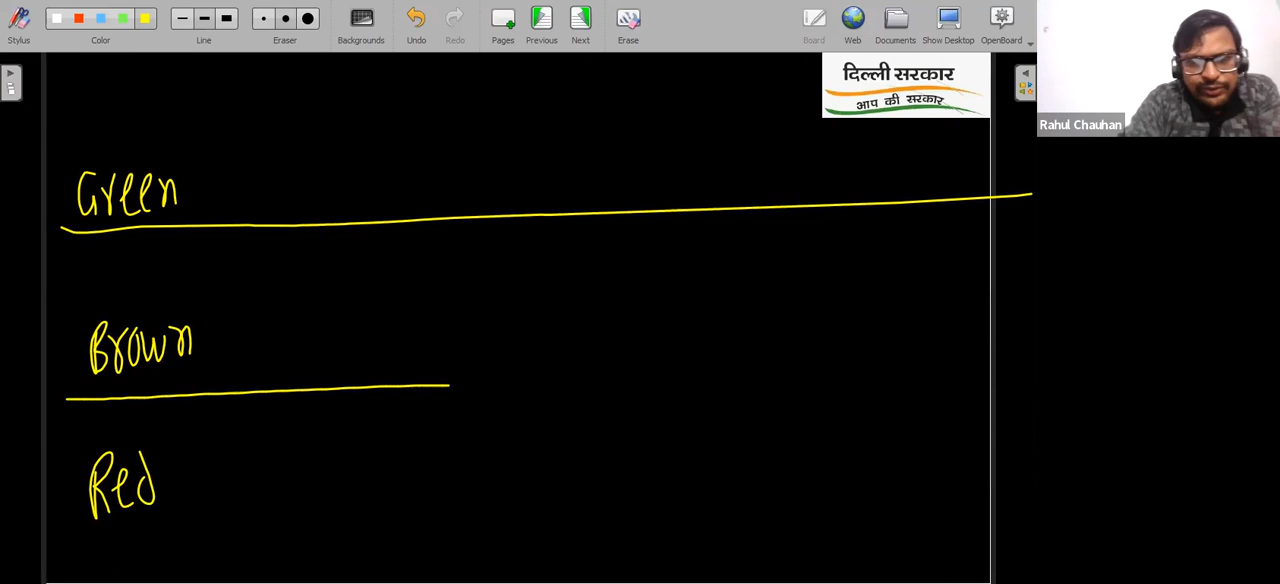 Stylus
Color
Line
Eraser
Backgrounds
Undo
Redo
Pages
Previous
Next
Erase
Board
Web
Documents
Show Desktop
OpenBoard
दिल्ली सरकार
आप की सरकार
Rahul Chauhan
Green
Brown
Red